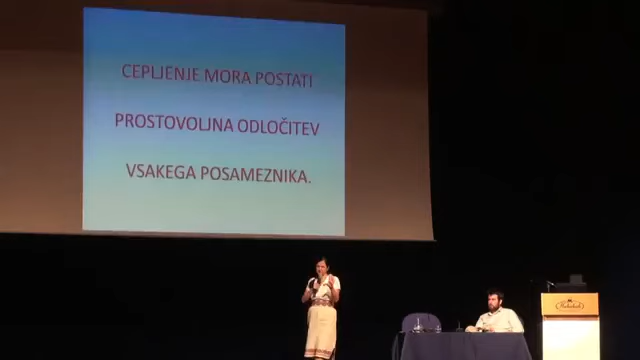 CEPLJENJE MORA POSTATI
PROSTOVOLJNA ODLOČITEV
VSAKEGA POSAMEZNIKA.